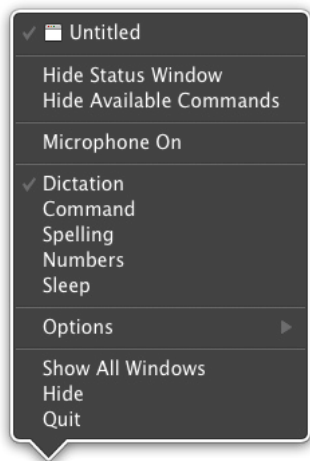 Untitled
Hide Status Window
Hide Available Commands
Microphone On
Dictation
Command
Spelling
Numbers
Sleep
Options
Show All Windows
Hide
Quit